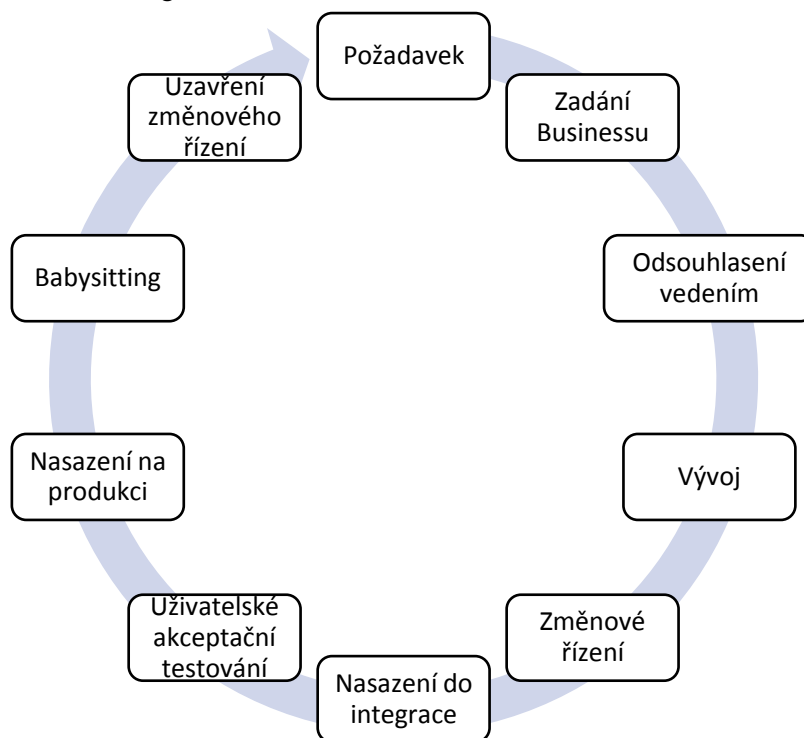 Požadavek
Zadání
Businessu
Odsouhlasení
vedením
Vývoj
Změnové
řízení
Nasazení do
integrace
Uživatelské
akceptační
testování
Nasazení na
produkci
Babysitting
Uzavření
změnového
řízení